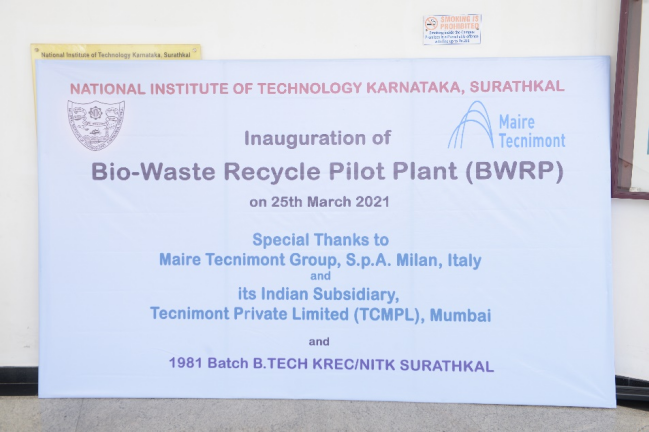 SMOKING IS
PROHIBITED
National Institute of Technology Karnataka, Surathkal
NATIONAL INSTITUTE OF TECHNOLOGY KARNATAKA, SURATHKAL
Maire
Tecnimont
Inauguration of
Bio-Waste Recycle Pilot Plant (BWRP)
on 25th March 2021
Special Thanks to
Maire Tecnimont Group, S.p.A. Milan, Italy
and
its Indian Subsidiary,
Tecnimont Private Limited (TCMPL), Mumbai
and
1981 Batch B.TECH KREC/NITK SURATHKAL